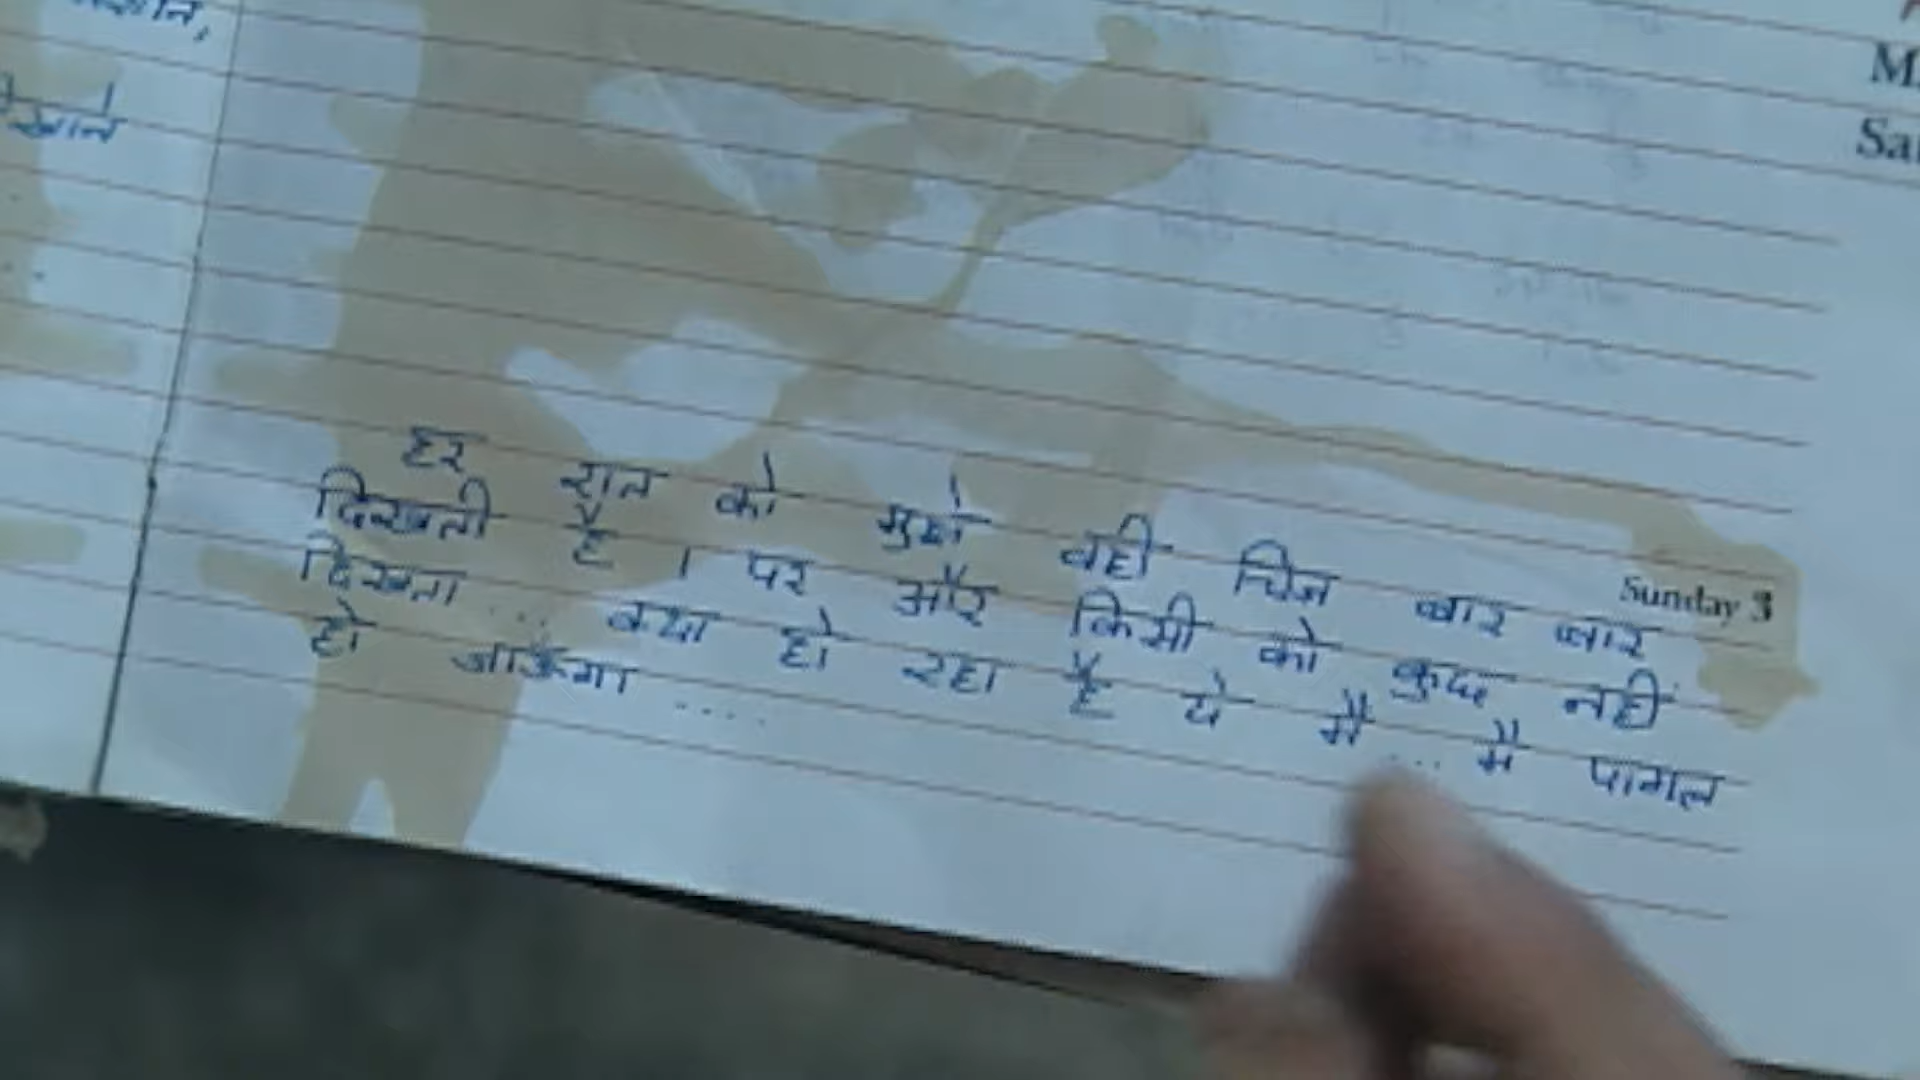 Sunday 3
हर रात को मुझे वही चिज बार बार
दिखती है । पर और किसी को कुछ नही
दिखता .... क्या हो रहा है ये मै .... मै पागल
हो जाऊँगा ....